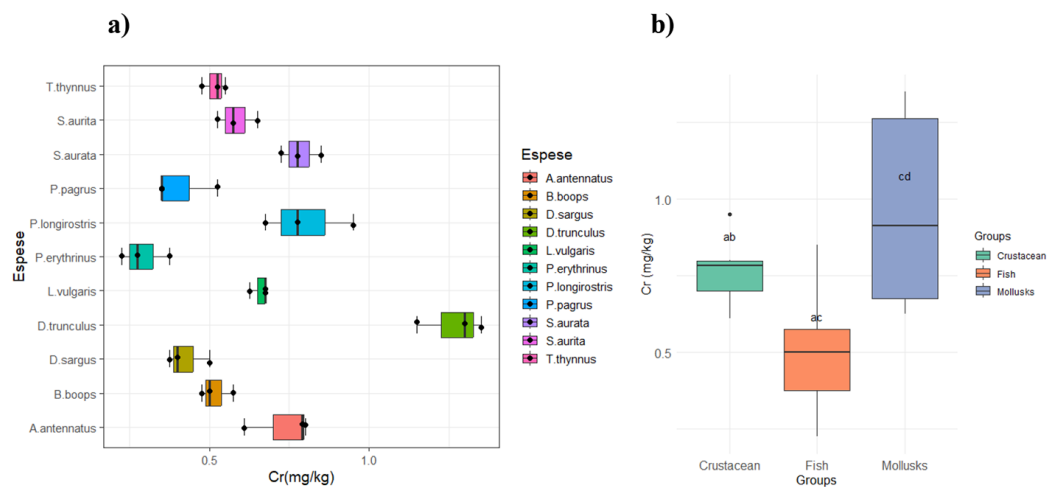 a)
Espese
T.thynnus
S.aurita
S.aurata
P.pagrus
P.longirostris
P.erythrinus
L.vulgaris
D.trunculus
D.sargus
B.boops
A.antennatus
0.5
1.0
Cr(mg/kg)
Espese
A.antennatus
B.boops
D.sargus
D.trunculus
L.vulgaris
P.erythrinus
P.longirostris
P.pagrus
S.aurata
S.aurita
T.thynnus
b)
Cr (mg/kg)
1.0
0.5
ab
ac
cd
Crustacean
Fish
Mollusks
Groups
Groups
Crustacean
Fish
Mollusks